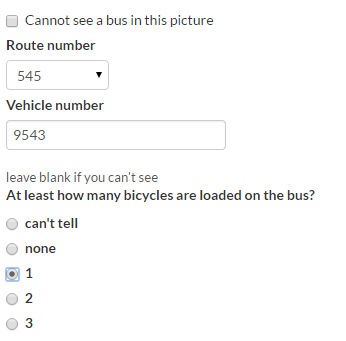 Cannot see a bus in this picture
Route number
545
Vehicle number
9543
leave blank if you can't see
At least how many bicycles are loaded on the bus?
can't tell
none
1
2
3